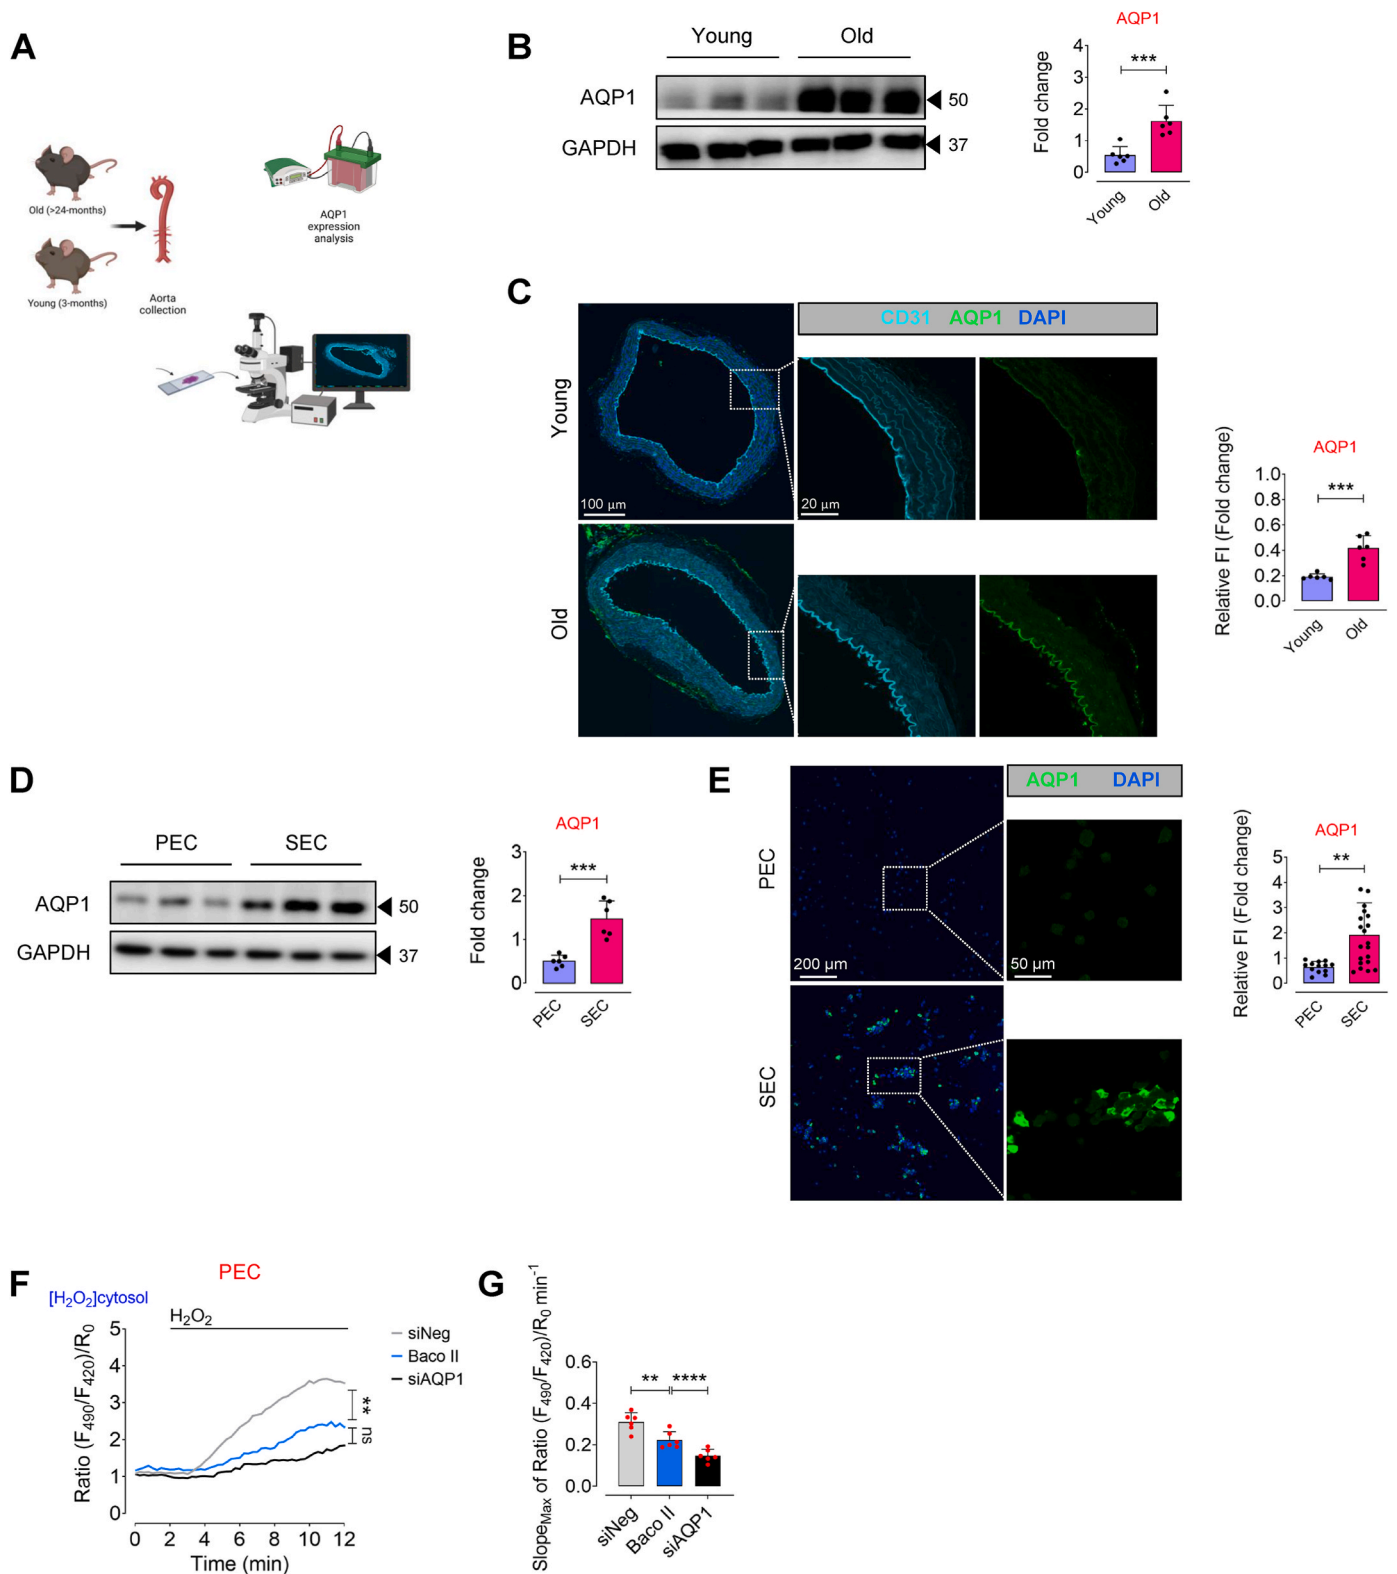 A
Old (>24-months)
Young (3-months)
Aorta
collection
AQP1
expression
analysis
B
Young Old
AQP1
50
GAPDH
37
AQP1
Fold change
4
3
2
1
0
***
Young
Old
C
CD31 AQP1 DAPI
Young
100 µm
20 µm
Old
AQP1
Relative FI (Fold change)
1.0
0.8
0.6
0.4
0.2
0.0
***
Young
Old
D
PEC SEC
AQP1
50
GAPDH
37
AQP1
Fold change
3
2
1
0
***
PEC
SEC
E
AQP1 DAPI
PEC
200 µm
50 µm
SEC
AQP1
Relative FI (Fold change)
5
4
3
2
1
0
**
PEC
SEC
F
PEC
[H₂O₂]cytosol
H₂O₂
Ratio (F₄₉₀/F₄₂₀)/R₀
5
4
3
2
1
0
siNeg
Baco II
siAQP1
**
ns
0 2 4 6 8 10 12
Time (min)
G
Slope_Max of Ratio (F₄₉₀/F₄₂₀)/R₀ min⁻¹
0.6
0.4
0.2
0.0
** ****
siNeg
Baco II
siAQP1